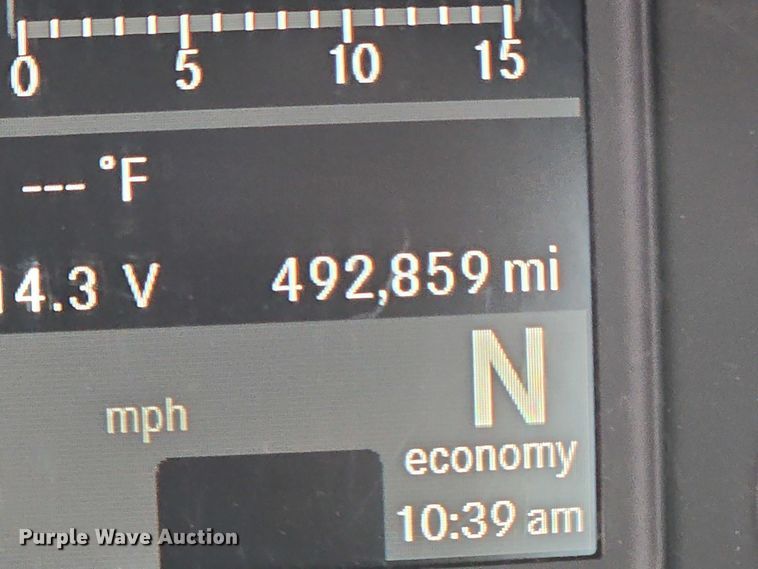 0 5 10 15
--- °F
14.3 V 492,859 mi
N
mph
economy
10:39 am
Purple Wave Auction